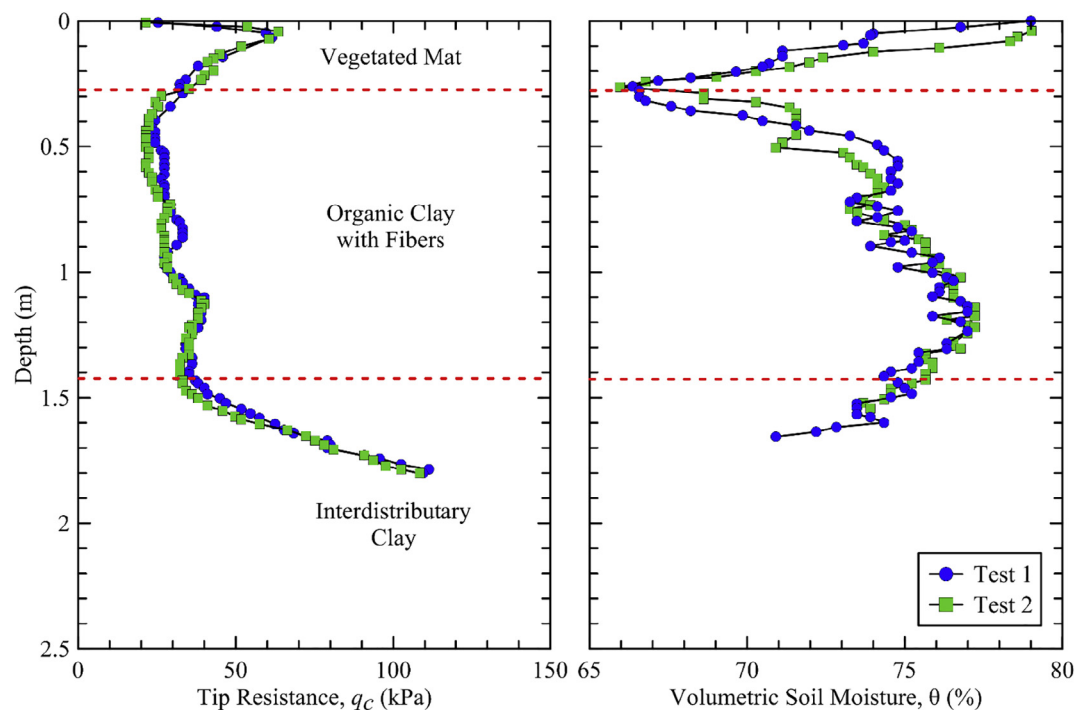 0
0.5
1
1.5
2
2.5
Depth (m)
Vegetated Mat
Organic Clay
with Fibers
Interdistributary
Clay
0 50 100 150
Tip Resistance, qc (kPa)
Test 1
Test 2
65 70 75 80
Volumetric Soil Moisture, θ (%)